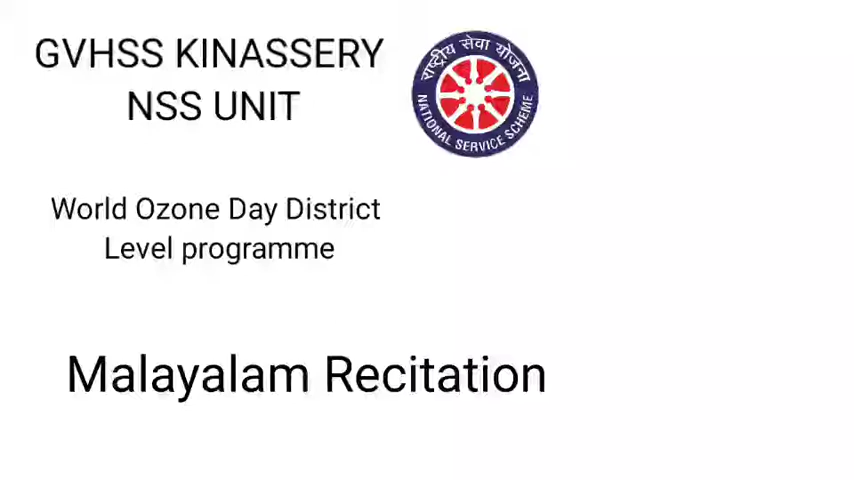 GVHSS KINASSERY
NSS UNIT
राष्ट्रीय सेवा योजना
NATIONAL SERVICE SCHEME
World Ozone Day District
Level programme
Malayalam Recitation